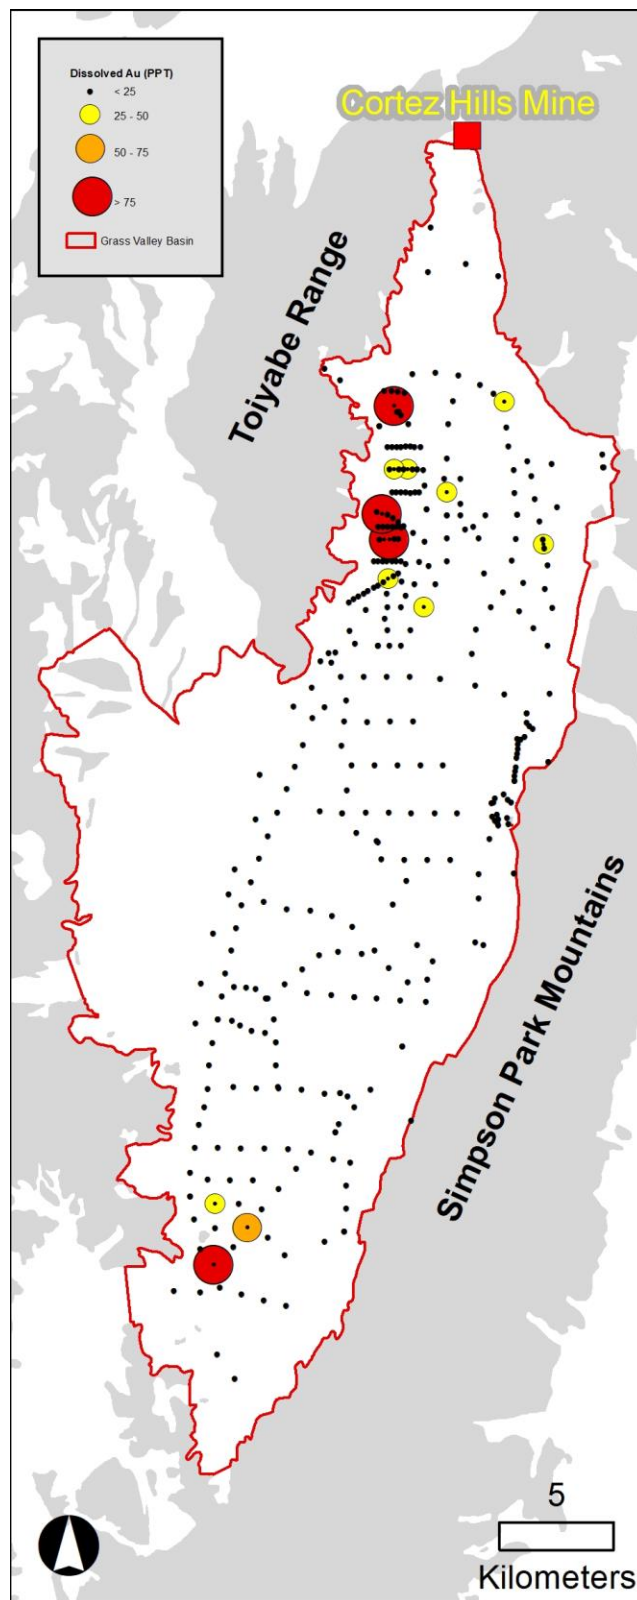 Dissolved Au (PPT)
< 25
25 - 50
50 - 75
> 75
Grass Valley Basin
Cortez Hills Mine
Toiyabe Range
Simpson Park Mountains
5
Kilometers